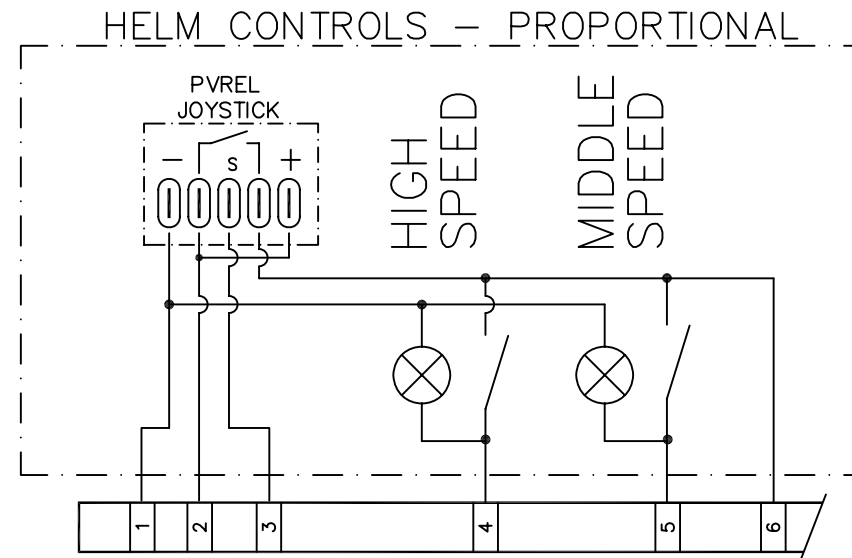 HELM CONTROLS - PROPORTIONAL
PVREL
JOYSTICK
- S +
HIGH
SPEED
MIDDLE
SPEED
1 2 3 4 5 6